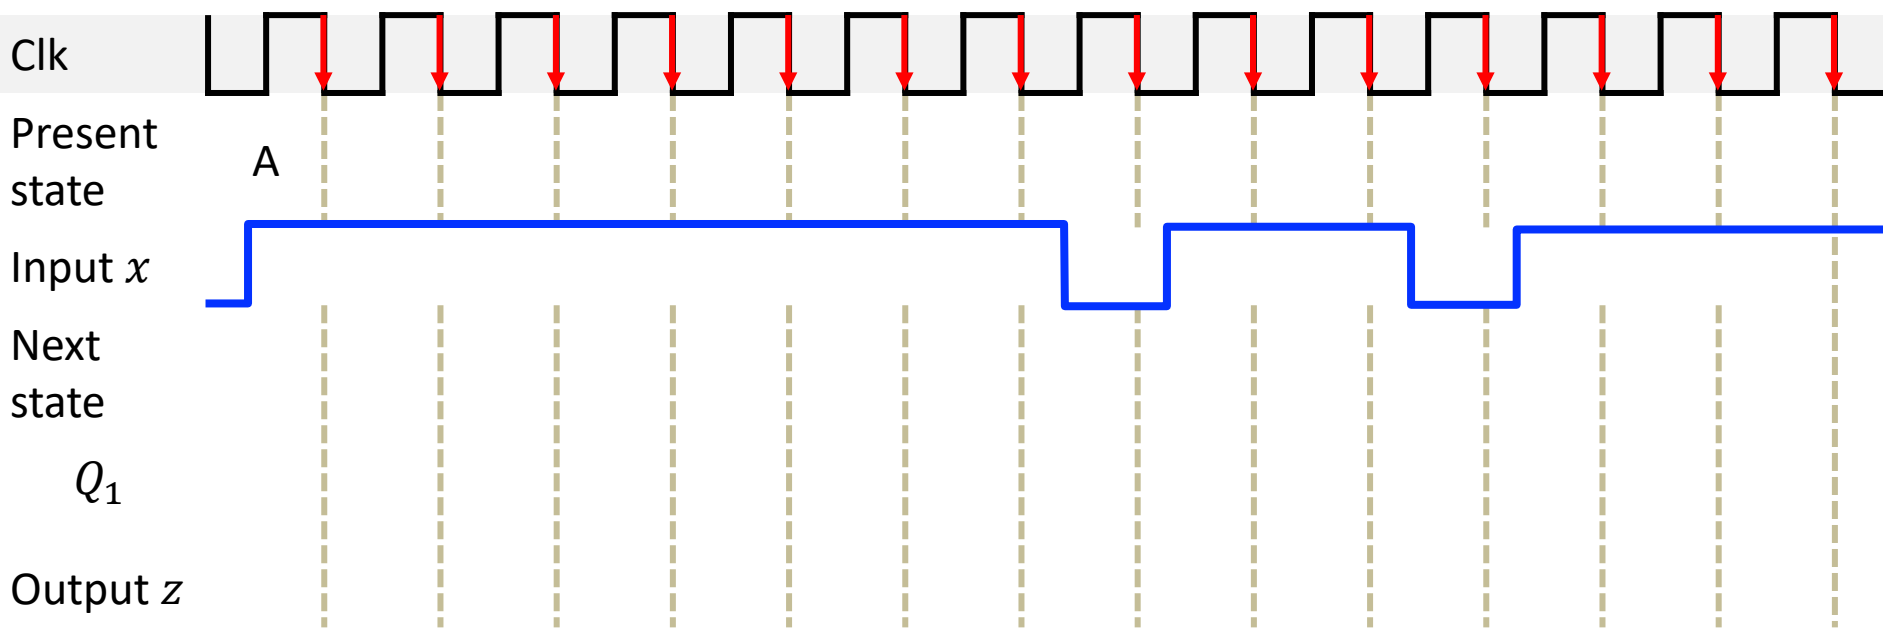 Clk
Present
state
A
Input x
Next
state
Q₁
Output z